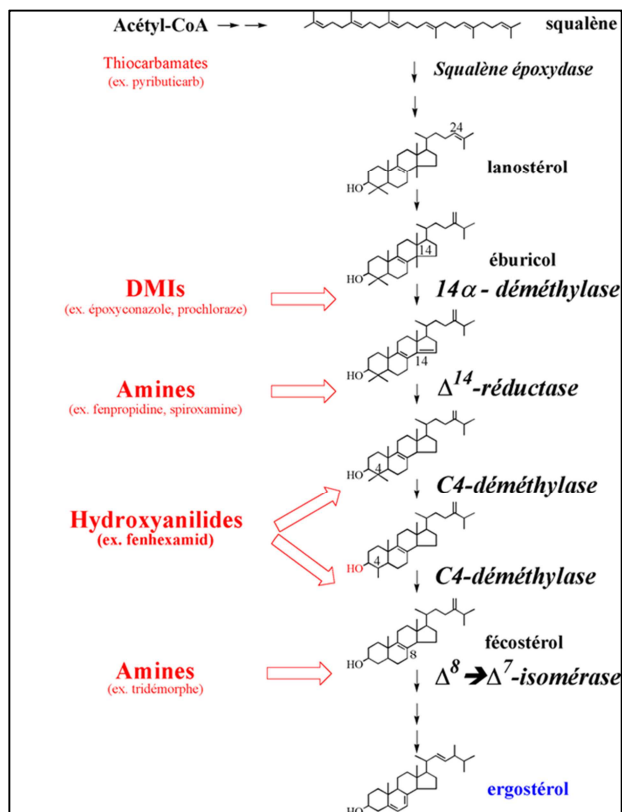 Acétyl-CoA
squalène
Thiocarbamates
(ex. pyributicarb)
Squalène époxydase
24
HO
lanostérol
14
HO
éburicol
DMIs
(ex. époxyconazole, prochloraze)
14α - déméthylase
14
HO
Amines
(ex. fenpropidine, spiroxamine)
Δ14-réductase
4
HO
C4-déméthylase
Hydroxyanilides
(ex. fenhexamid)
HO
4
C4-déméthylase
8
HO
fécostérol
Amines
(ex. tridémorphe)
Δ8➔Δ7-isomérase
ergostérol
HO